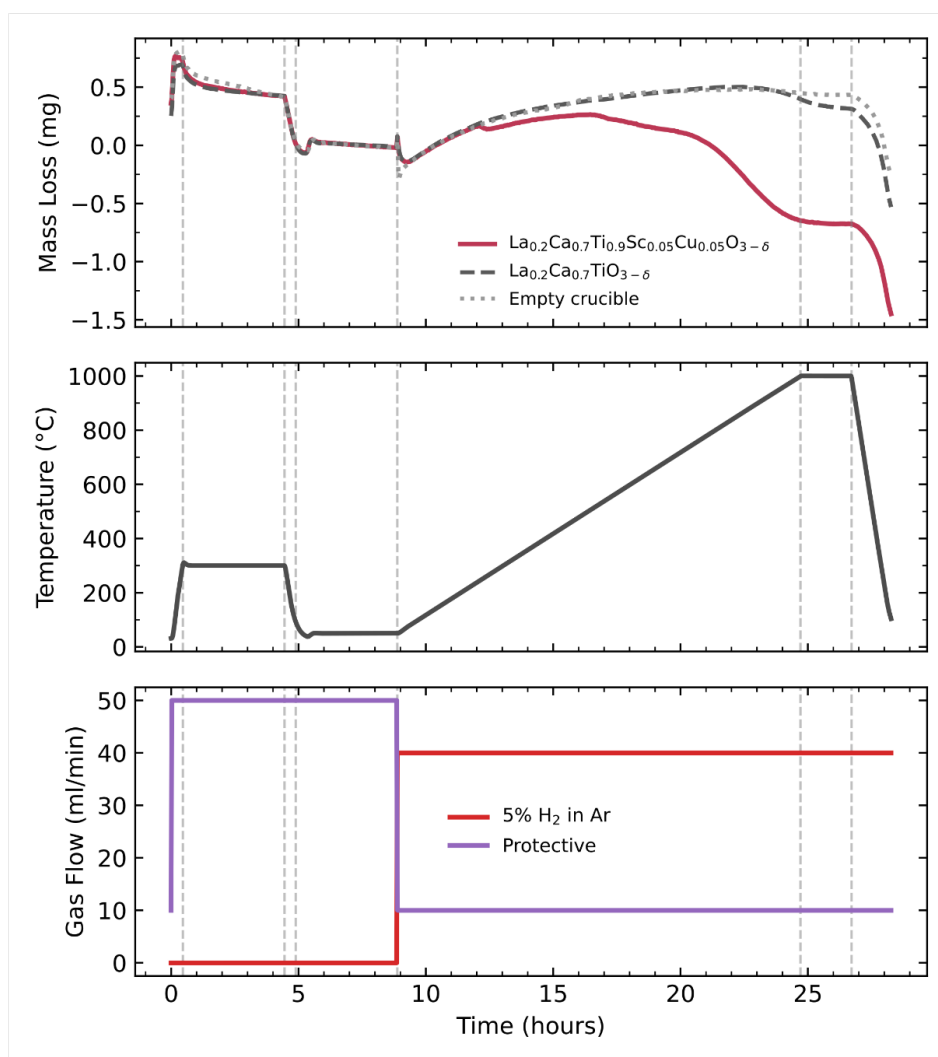 Mass Loss (mg)
0.5
0.0
−0.5
−1.0
−1.5
La₀.₂Ca₀.₇Ti₀.₉Sc₀.₀₅Cu₀.₀₅O₃₋δ
La₀.₂Ca₀.₇TiO₃₋δ
Empty crucible
Temperature (°C)
1000
800
600
400
200
0
Gas Flow (ml/min)
50
40
30
20
10
0
5% H₂ in Ar
Protective
0 5 10 15 20 25
Time (hours)